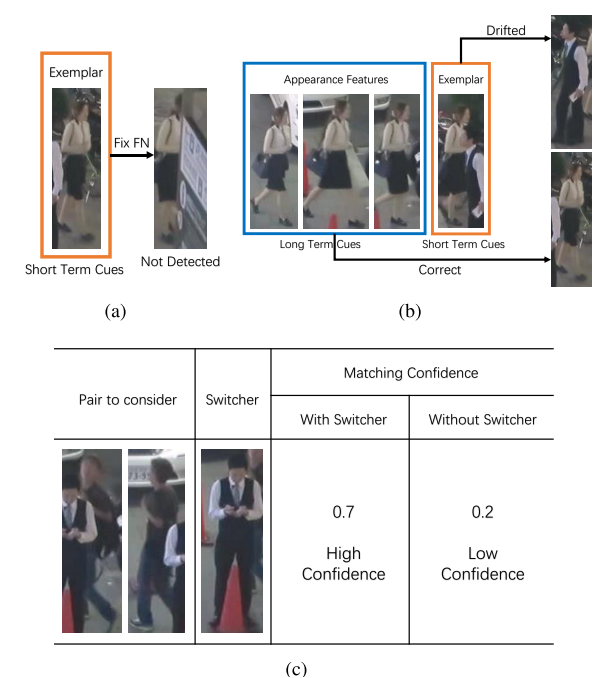 Exemplar
Fix FN
Short Term Cues
Not Detected
(a)
Drifted
Appearance Features
Exemplar
Long Term Cues
Short Term Cues
Correct
(b)
Pair to consider
Switcher
Matching Confidence
With Switcher
Without Switcher
0.7
High
Confidence
0.2
Low
Confidence
(c)